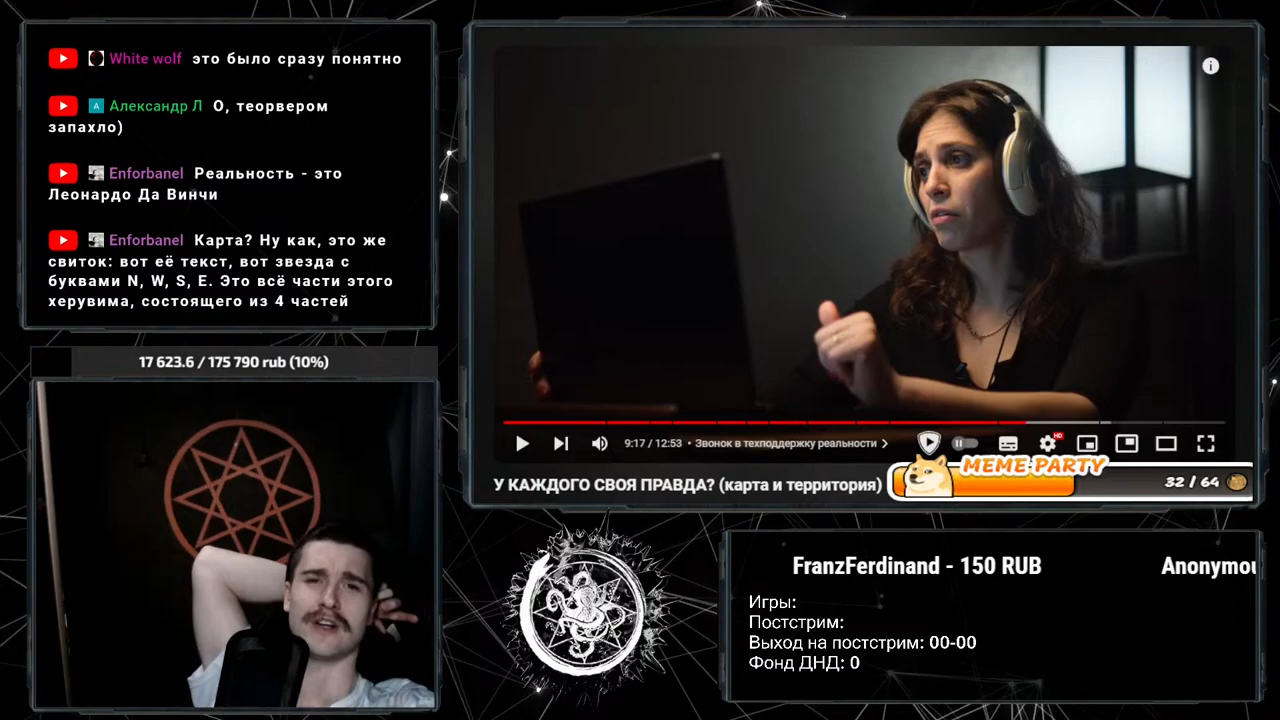 White wolf это было сразу понятно
А Александр Л О, теорвером
запахло)
Enforbanel Реальность - это
Леонардо Да Винчи
Enforbanel Карта? Ну как, это же
свиток: вот её текст, вот звезда с
буквами N, W, S, E. Это всё части этого
херувима, состоящего из 4 частей
17 623.6 / 175 790 rub (10%)
9:17 / 12:53 • Звонок в техподдержку реальности
HD
У КАЖДОГО СВОЯ ПРАВДА? (карта и территория)
MEME PARTY
32 / 64
FranzFerdinand - 150 RUB Anonymou
Игры:
Постстрим:
Выход на постстрим: 00-00
Фонд ДНД: 0